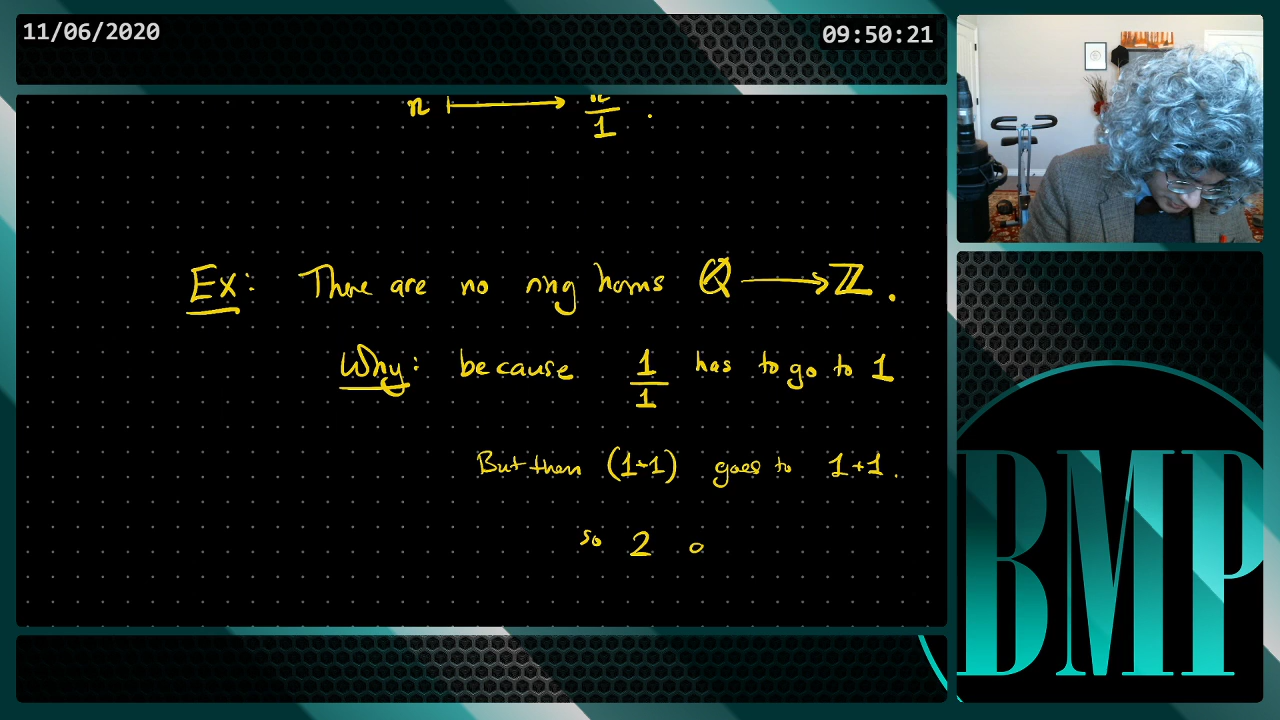 11/06/2020
09:50:21
n ⟼ n/1 .
Ex: There are no ring homs ℚ ⟶ ℤ.
Why: because 1/1 has to go to 1
But then (1+1) goes to 1+1.
so 2
BMP